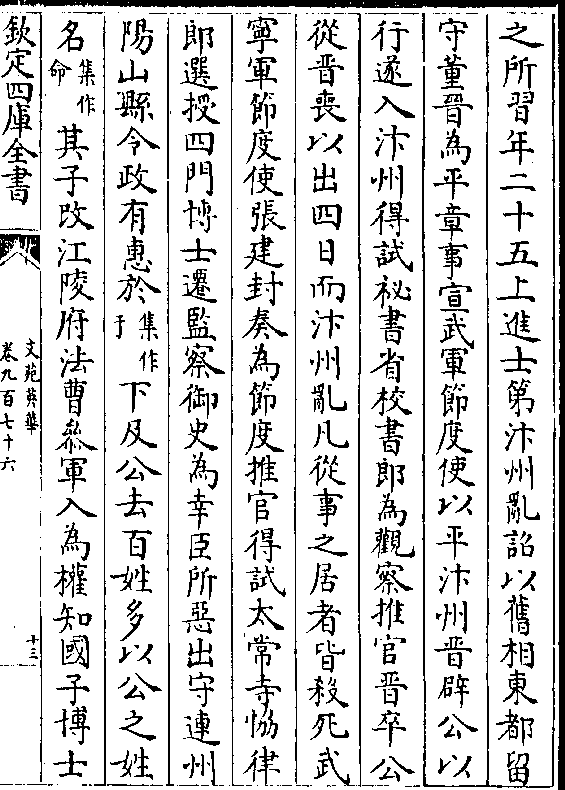 之所習年二十五上進士第汴州亂詔以舊相東都留
守董晉為平章事宣武軍節度使以平汴州晉辟公以
行遂入汴州得試祕書省校書郎為觀察推官晉卒公
從晉喪以出四日而汴州亂凡從事之居者皆殺死武
寧軍節度使張建封奏為節度推官得試太常寺恊律
郎選授四門博士遷監察御史為幸臣所惡出守連州
陽山縣令政有惠於集作于下及公去百姓多以公之姓
名集作命其子改江陵府法曹叅軍入為權知國子博士
欽定四庫全書
文苑英華
卷九百七十六
十三